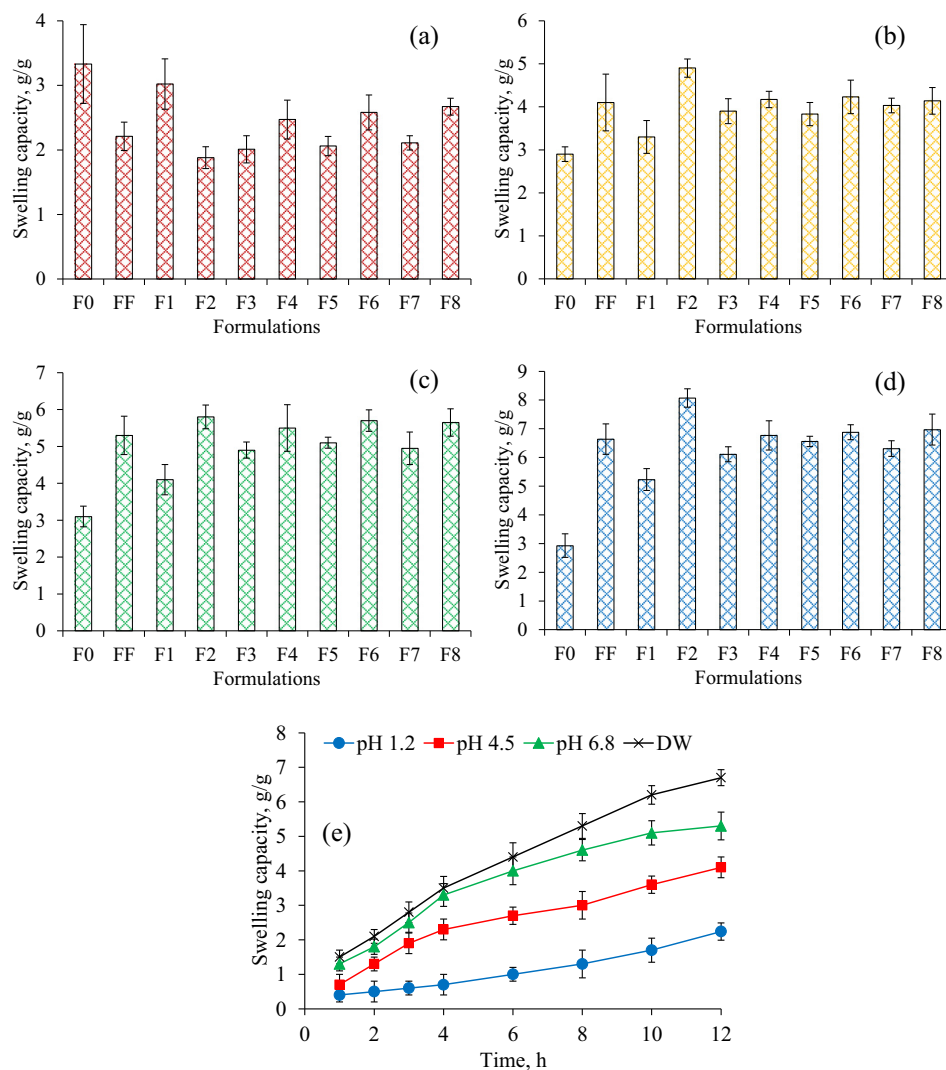 (a)
Swelling capacity, g/g
4
3
2
1
0
F0 FF F1 F2 F3 F4 F5 F6 F7 F8
Formulations
(b)
Swelling capacity, g/g
6
5
4
3
2
1
0
F0 FF F1 F2 F3 F4 F5 F6 F7 F8
Formulations
(c)
Swelling capacity, g/g
7
6
5
4
3
2
1
0
F0 FF F1 F2 F3 F4 F5 F6 F7 F8
Formulations
(d)
Swelling capacity, g/g
9
8
7
6
5
4
3
2
1
0
F0 FF F1 F2 F3 F4 F5 F6 F7 F8
Formulations
pH 1.2 pH 4.5 pH 6.8 DW
(e)
Swelling capacity, g/g
8
7
6
5
4
3
2
1
0
0 2 4 6 8 10 12
Time, h